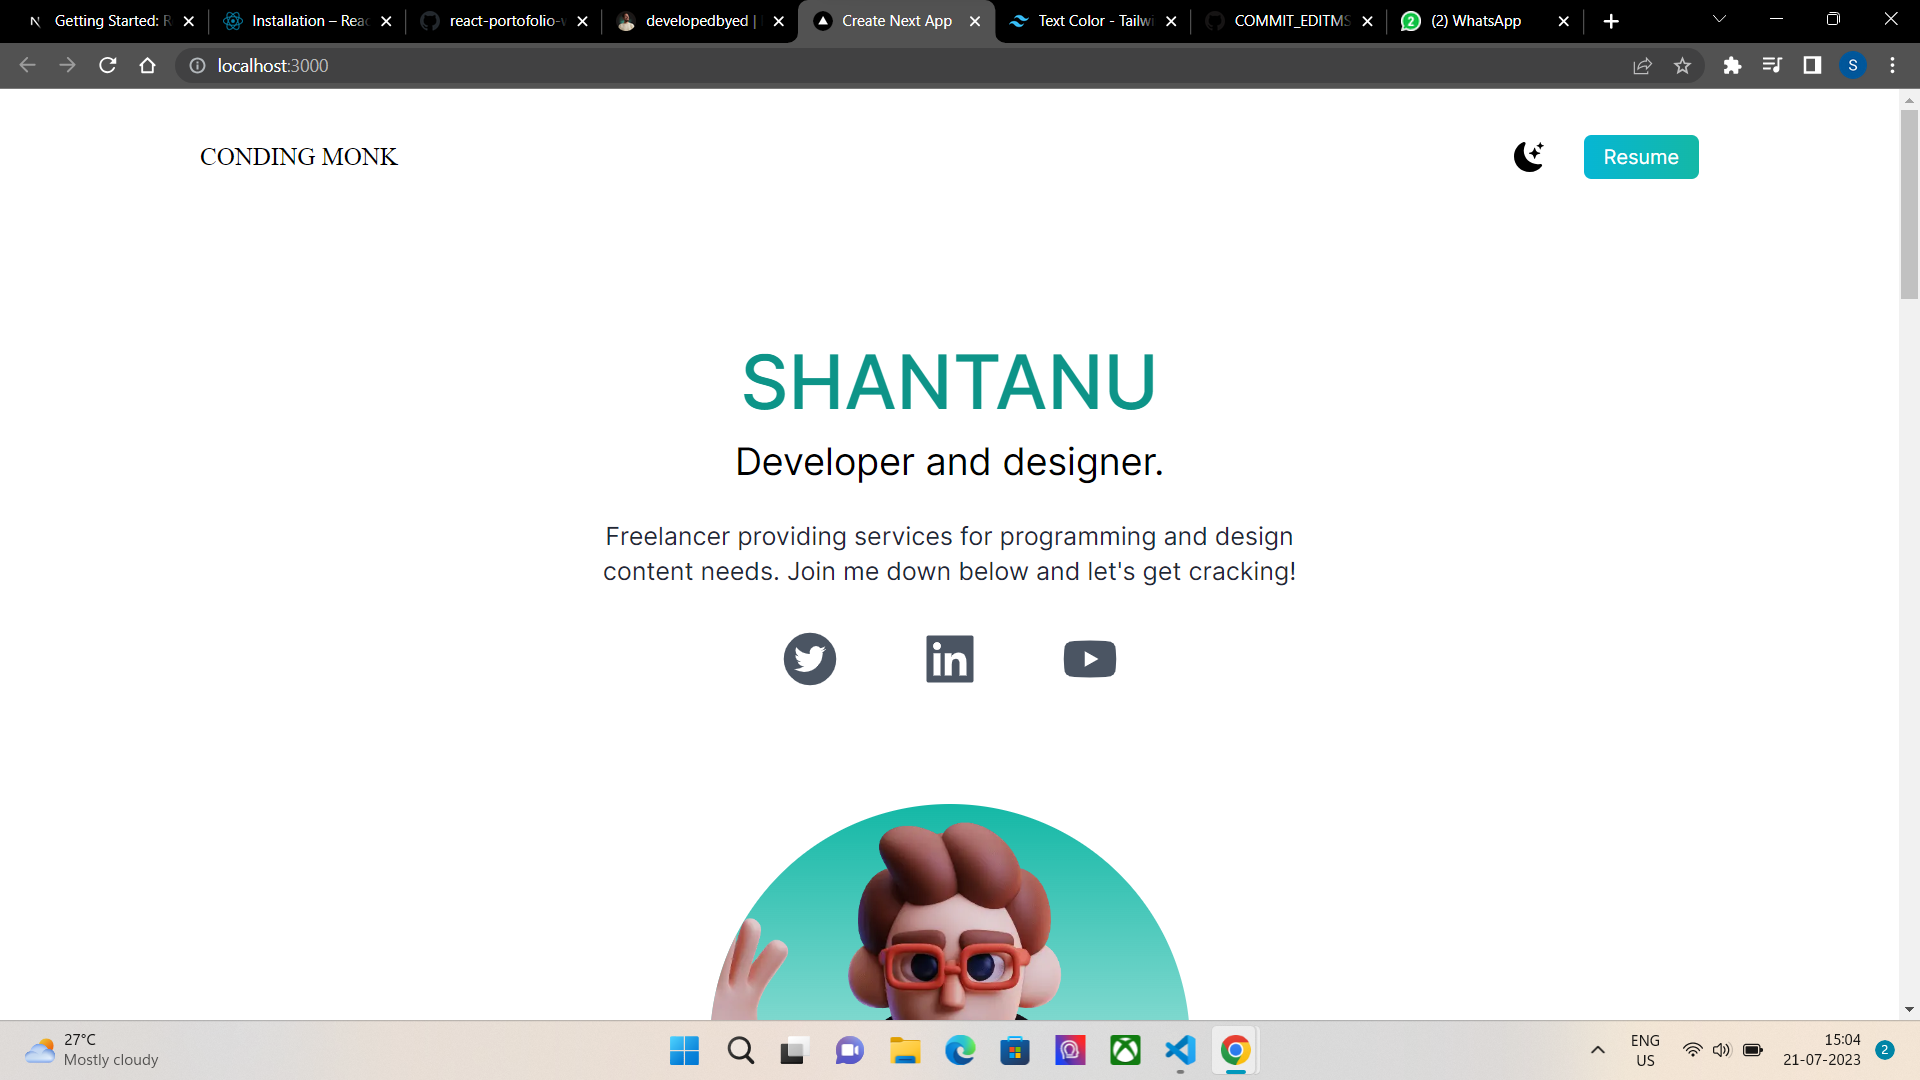 Getting Started: R
Installation – Reac
react-portofolio-w
developedbyed |
Create Next App
Text Color - Tailwi
COMMIT_EDITMS
2
(2) WhatsApp
localhost:3000
S
CONDING MONK
Resume
SHANTANU
Developer and designer.
Freelancer providing services for programming and design
content needs. Join me down below and let's get cracking!
in
27°C
Mostly cloudy
ENG
US
15:04
21-07-2023
2